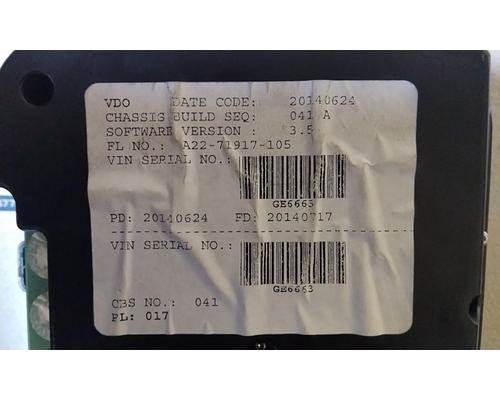 VDO DATE CODE: 20140624
CHASSIS BUILD SEQ: 041 A
SOFTWARE VERSION : 3.5
FL NO.: A22-71917-105
VIN SERIAL NO.:
GE6663
PD: 20140624 FD: 20140717
VIN SERIAL NO.:
GE6663
CBS NO.: 041
PL: 017